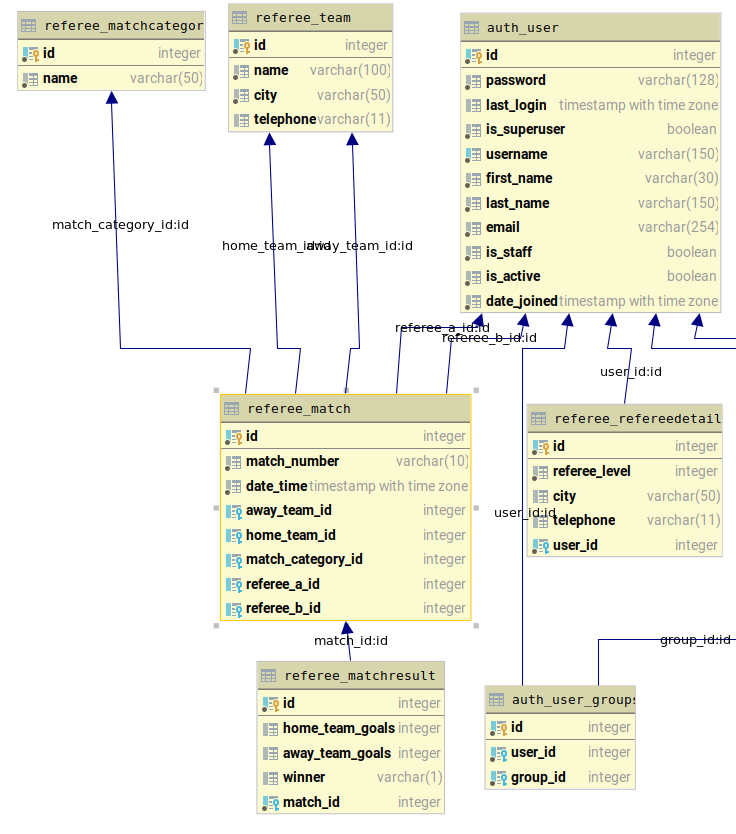 referee_matchcategor
id integer
name varchar(50)
referee_team
id integer
name varchar(100)
city varchar(50)
telephone varchar(11)
auth_user
id integer
password varchar(128)
last_login timestamp with time zone
is_superuser boolean
username varchar(150)
first_name varchar(30)
last_name varchar(150)
email varchar(254)
is_staff boolean
is_active boolean
date_joined timestamp with time zone
match_category_id:id
home_team_id:id
away_team_id:id
referee_a_id:id
referee_b_id:id
user_id:id
referee_match
id integer
match_number varchar(10)
date_time timestamp with time zone
away_team_id integer
home_team_id integer
match_category_id integer
referee_a_id integer
referee_b_id integer
referee_refereedetail
id integer
referee_level integer
city varchar(50)
telephone varchar(11)
user_id integer
user_id:id
match_id:id
group_id:id
referee_matchresult
id integer
home_team_goals integer
away_team_goals integer
winner varchar(1)
match_id integer
auth_user_groups
id integer
user_id integer
group_id integer